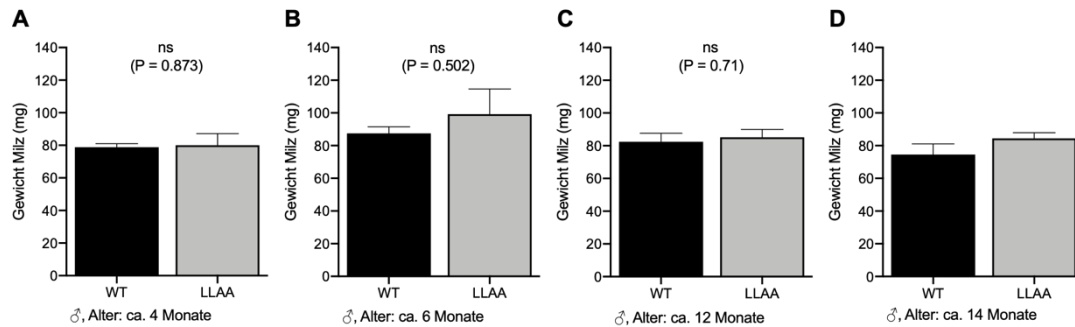 A
ns
(P = 0.873)
Gewicht Milz (mg)
140
120
100
80
60
40
20
0
WT
LLAA
♂, Alter: ca. 4 Monate
B
ns
(P = 0.502)
Gewicht Milz (mg)
140
120
100
80
60
40
20
0
WT
LLAA
♂, Alter: ca. 6 Monate
C
ns
(P = 0.71)
Gewicht Milz (mg)
140
120
100
80
60
40
20
0
WT
LLAA
♂, Alter: ca. 12 Monate
D
Gewicht Milz (mg)
140
120
100
80
60
40
20
0
WT
LLAA
♂, Alter: ca. 14 Monate